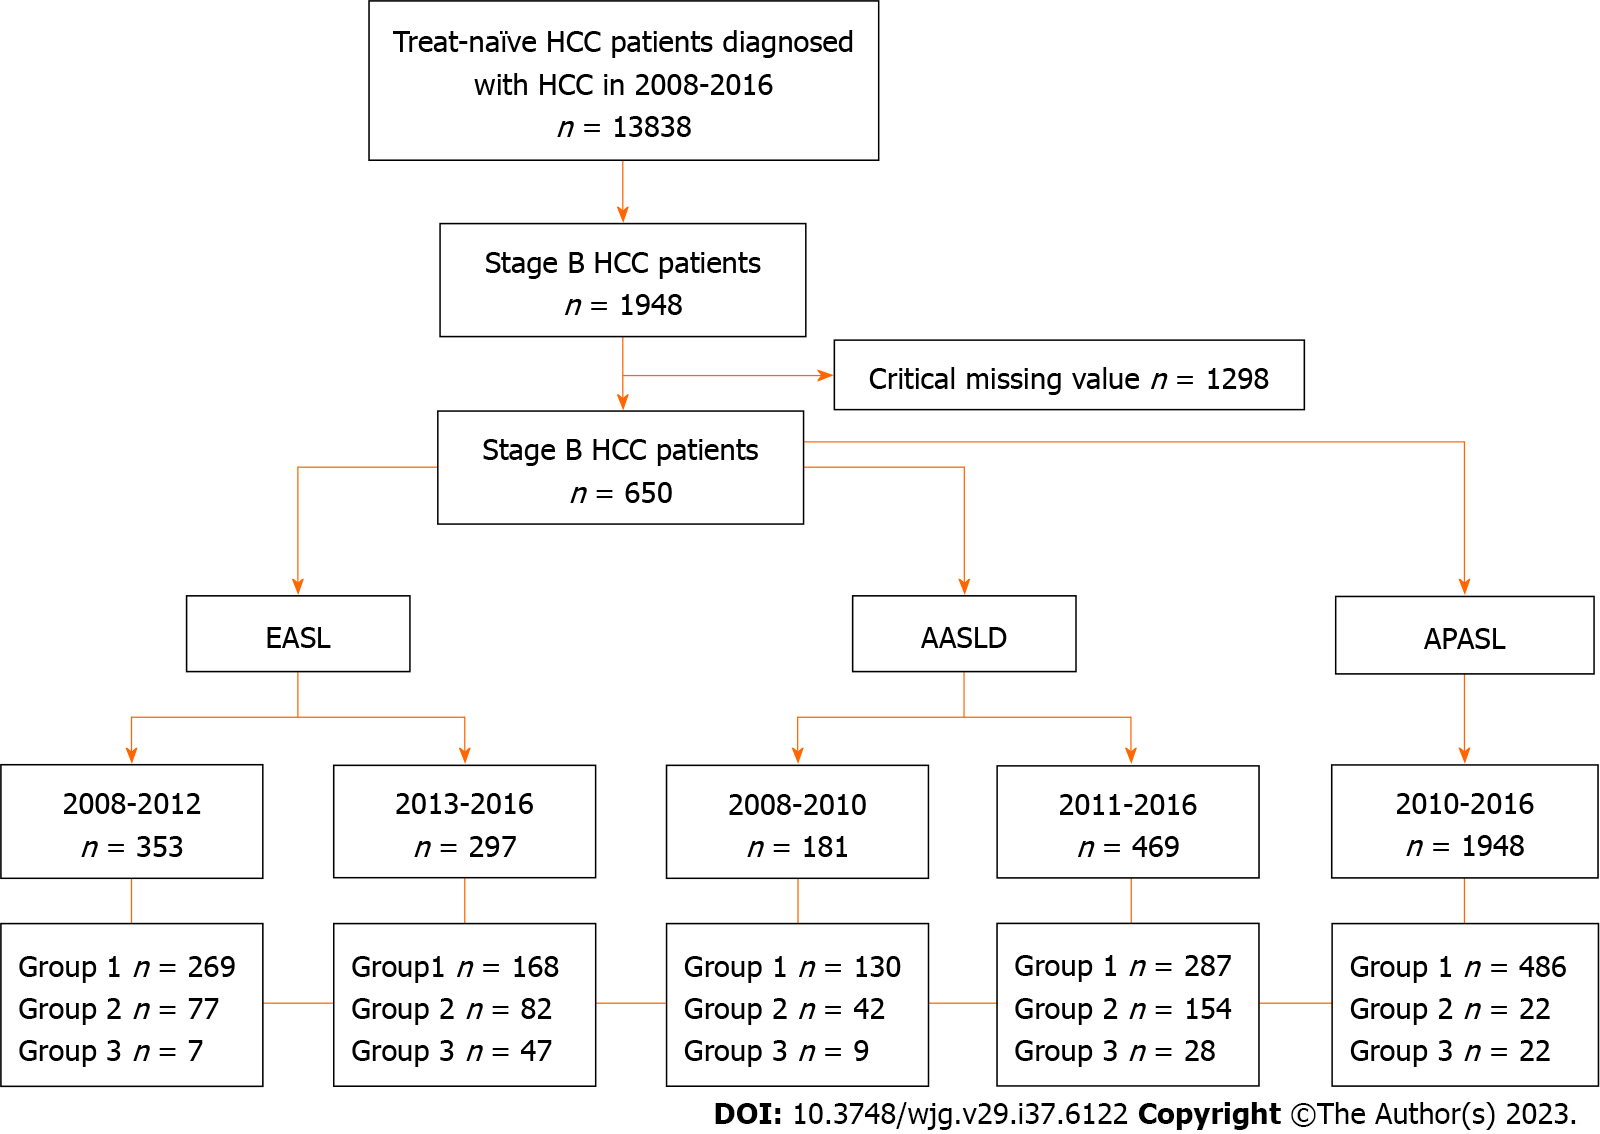 Treat-naïve HCC patients diagnosed
with HCC in 2008-2016
n = 13838
Stage B HCC patients
n = 1948
Critical missing value n = 1298
Stage B HCC patients
n = 650
EASL
AASLD
APASL
2008-2012
n = 353
2013-2016
n = 297
2008-2010
n = 181
2011-2016
n = 469
2010-2016
n = 1948
Group 1 n = 269
Group 2 n = 77
Group 3 n = 7
Group1 n = 168
Group 2 n = 82
Group 3 n = 47
Group 1 n = 130
Group 2 n = 42
Group 3 n = 9
Group 1 n = 287
Group 2 n = 154
Group 3 n = 28
Group 1 n = 486
Group 2 n = 22
Group 3 n = 22
DOI: 10.3748/wjg.v29.i37.6122 Copyright ©The Author(s) 2023.